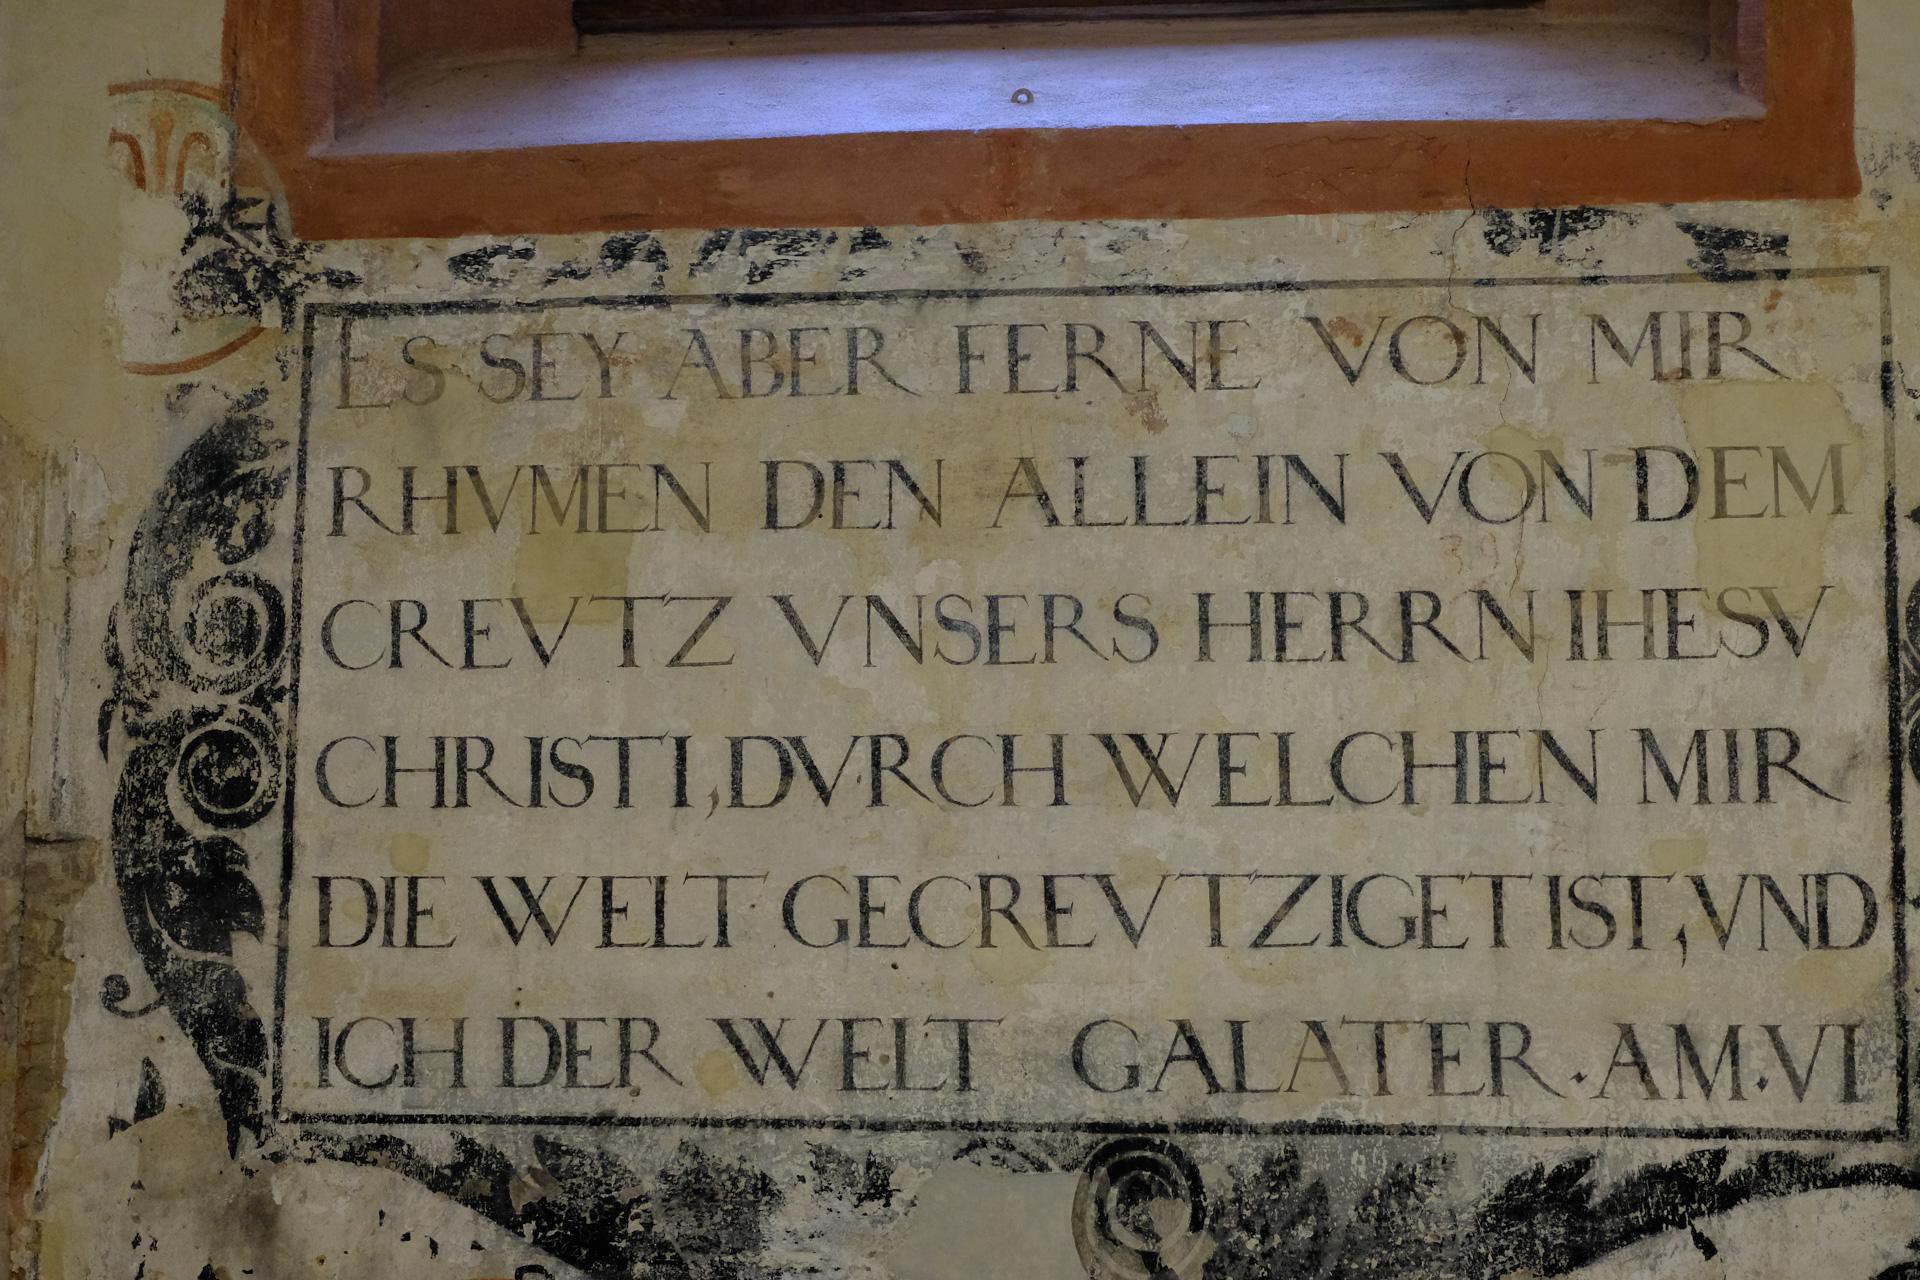 ES SEY ABER FERNE VON MIR
RHVMEN DEN ALLEIN VON DEM
CREVTZ VNSERS HERRN IHESV
CHRISTI, DVRCH WELCHEN MIR
DIE WELT GECREVTZIGET IST, VND
ICH DER WELT GALATER · AM · VI